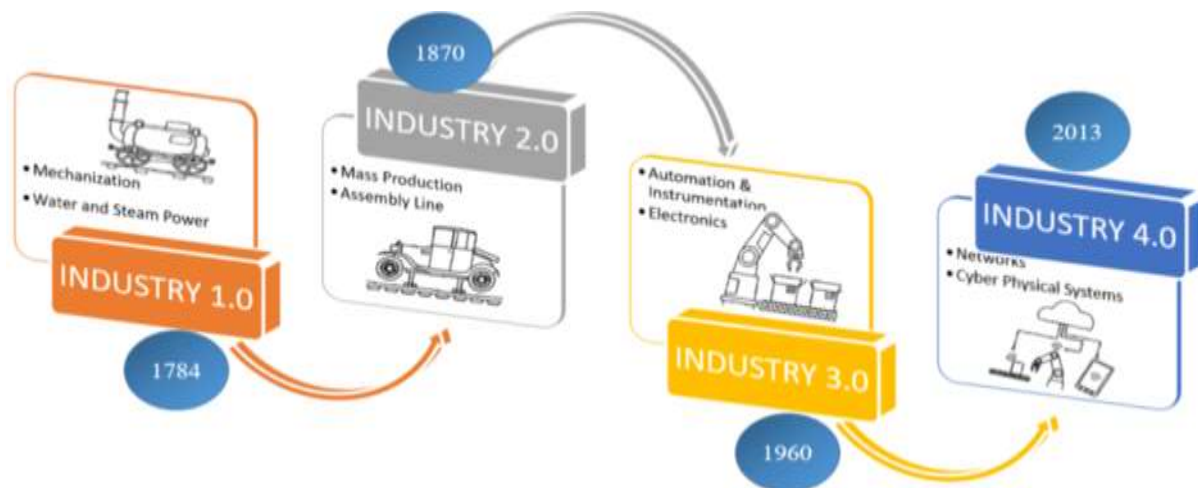 • Mechanization
• Water and Steam Power
INDUSTRY 1.0
1784
1870
INDUSTRY 2.0
• Mass Production
• Assembly Line
• Automation &
Instrumentation
• Electronics
INDUSTRY 3.0
1960
2013
INDUSTRY 4.0
• Networks
• Cyber Physical Systems